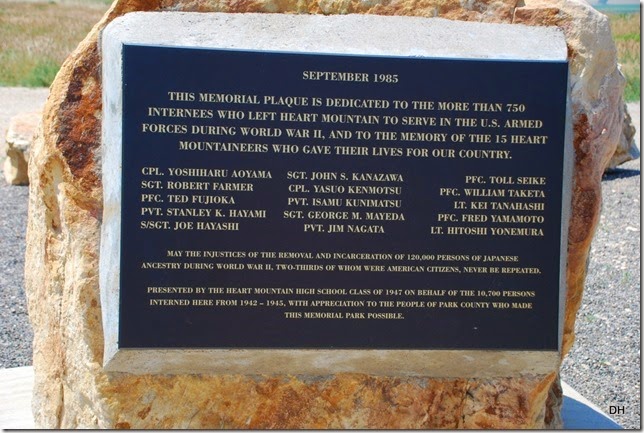 SEPTEMBER 1985
THIS MEMORIAL PLAQUE IS DEDICATED TO THE MORE THAN 750
INTERNEES WHO LEFT HEART MOUNTAIN TO SERVE IN THE U.S. ARMED
FORCES DURING WORLD WAR II, AND TO THE MEMORY OF THE 15 HEART
MOUNTAINEERS WHO GAVE THEIR LIVES FOR OUR COUNTRY.
CPL. YOSHIHARU AOYAMA
SGT. ROBERT FARMER
PFC. TED FUJIOKA
PVT. STANLEY K. HAYAMI
S/SGT. JOE HAYASHI
SGT. JOHN S. KANAZAWA
CPL. YASUO KENMOTSU
PVT. ISAMU KUNIMATSU
SGT. GEORGE M. MAYEDA
PVT. JIM NAGATA
PFC. TOLL SEIKE
PFC. WILLIAM TAKETA
LT. KEI TANAHASHI
PFC. FRED YAMAMOTO
LT. HITOSHI YONEMURA
MAY THE INJUSTICES OF THE REMOVAL AND INCARCERATION OF 120,000 PERSONS OF JAPANESE
ANCESTRY DURING WORLD WAR II, TWO-THIRDS OF WHOM WERE AMERICAN CITIZENS, NEVER BE REPEATED.
PRESENTED BY THE HEART MOUNTAIN HIGH SCHOOL CLASS OF 1947 ON BEHALF OF THE 10,700 PERSONS
INTERNED HERE FROM 1942 – 1945, WITH APPRECIATION TO THE PEOPLE OF PARK COUNTY WHO MADE
THIS MEMORIAL PARK POSSIBLE.
DH